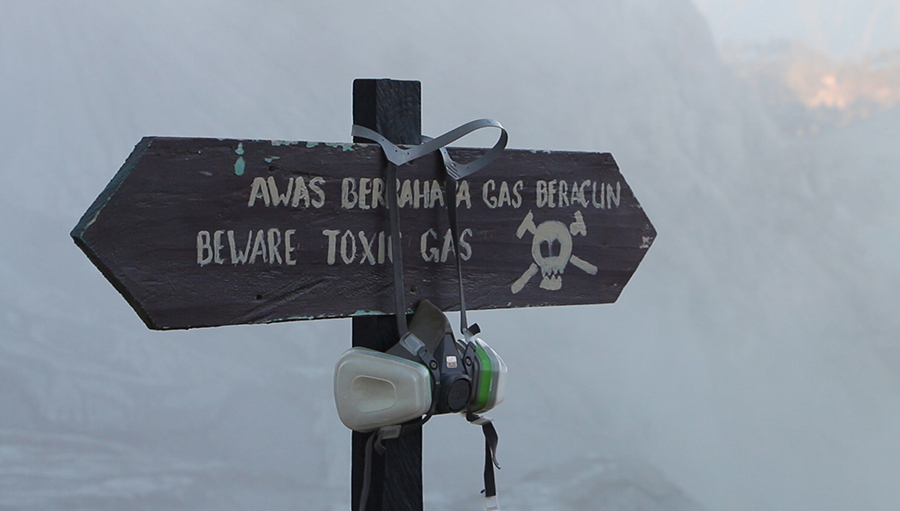 AWAS BERBAHAYA GAS BERACUN
BEWARE TOXIC GAS